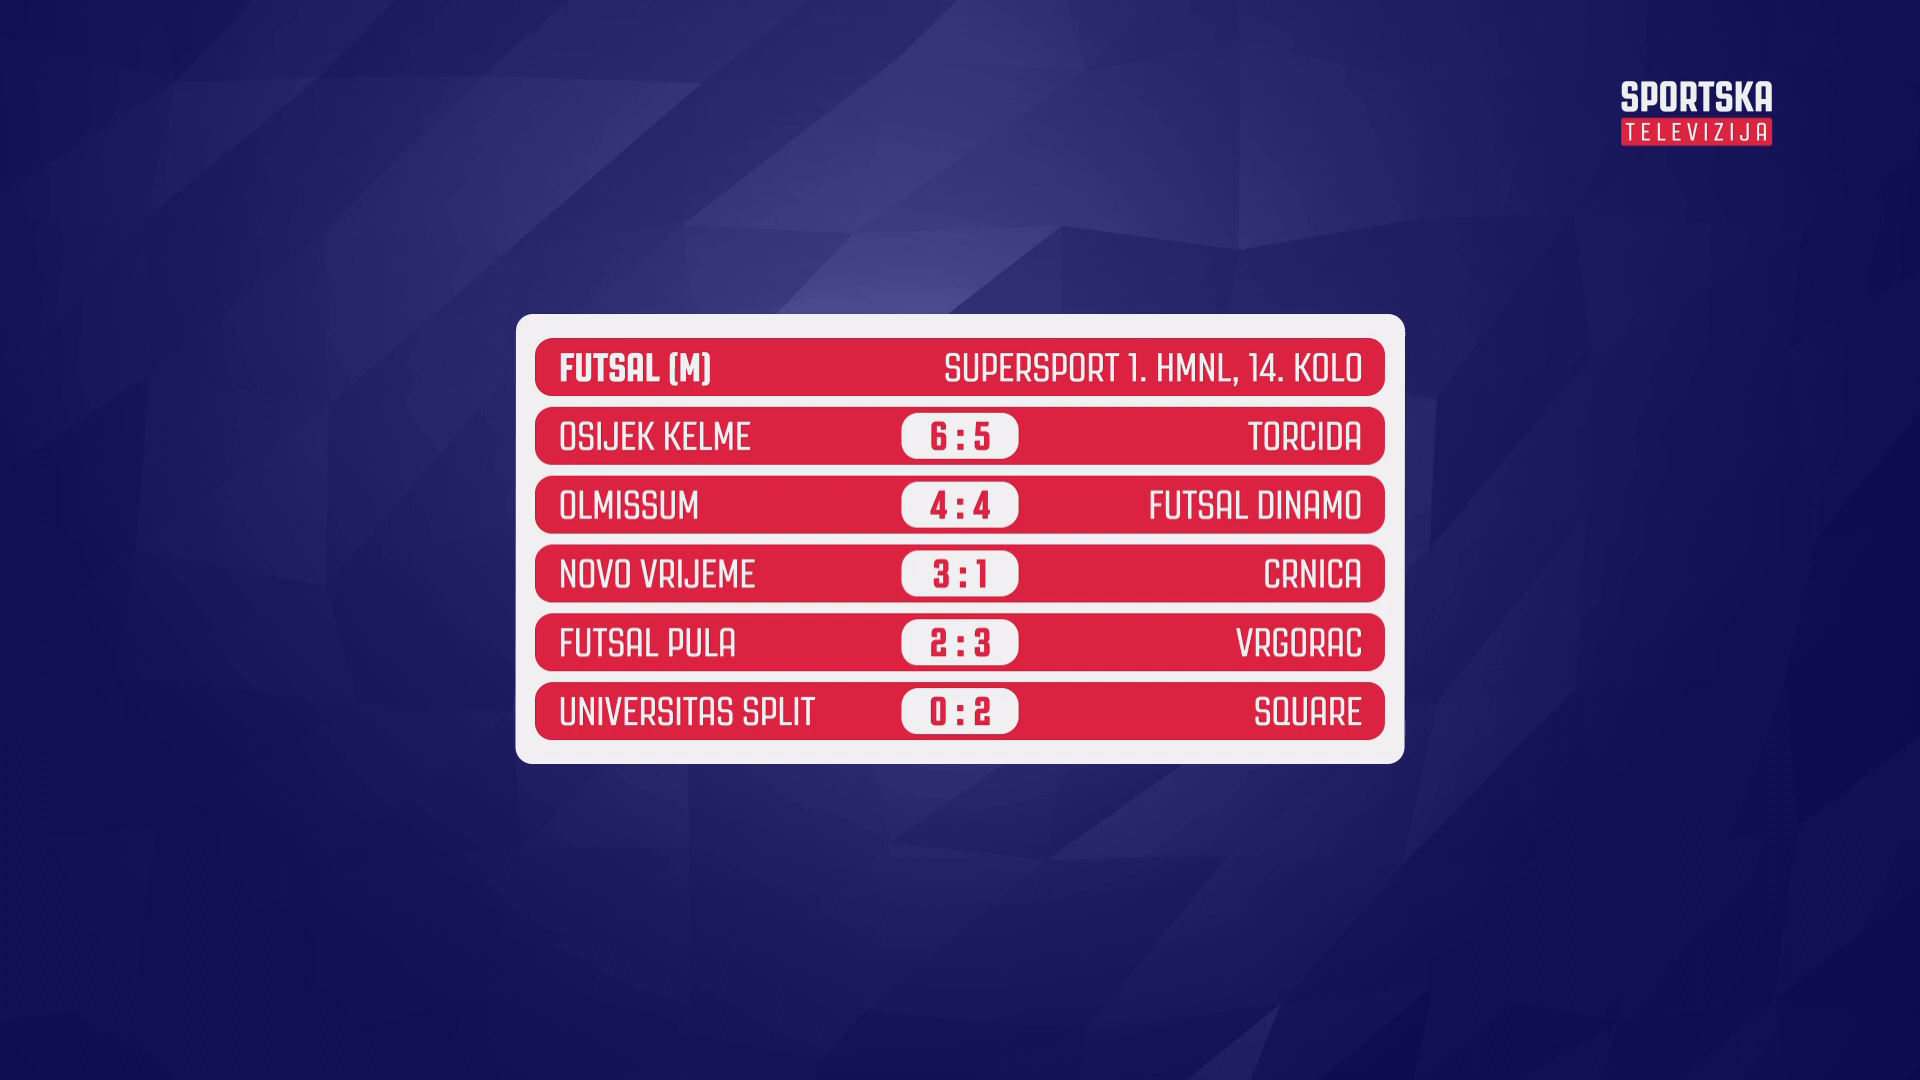 SPORTSKA
TELEVIZIJA
FUTSAL (M) SUPERSPORT 1. HMNL, 14. KOLO
OSIJEK KELME 6 : 5 TORCIDA
OLMISSUM 4 : 4 FUTSAL DINAMO
NOVO VRIJEME 3 : 1 CRNICA
FUTSAL PULA 2 : 3 VRGORAC
UNIVERSITAS SPLIT 0 : 2 SQUARE